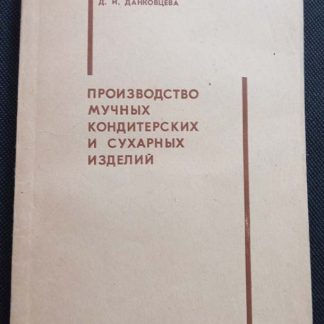 Д. И. ДАНКОВЦЕВА
ПРОИЗВОДСТВО
МУЧНЫХ
КОНДИТЕРСКИХ
И СУХАРНЫХ
ИЗДЕЛИЙ